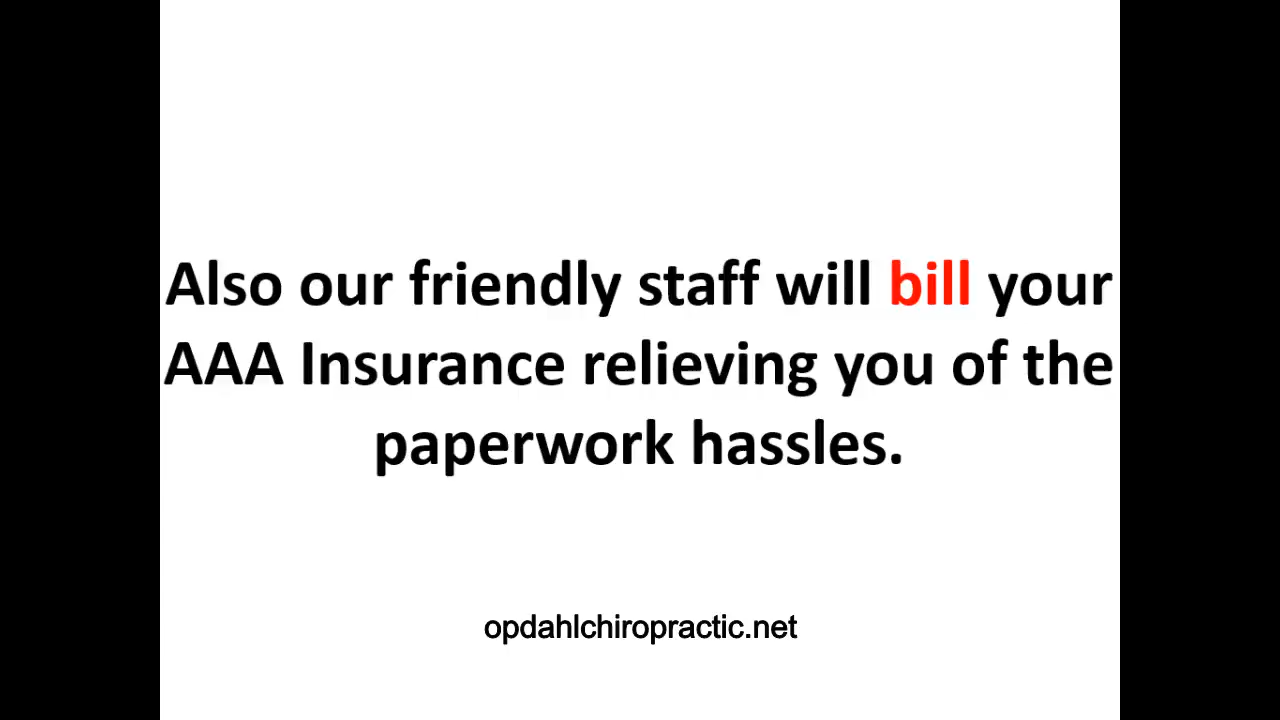 Also our friendly staff will bill your
AAA Insurance relieving you of the
paperwork hassles.
opdahlchiropractic.net